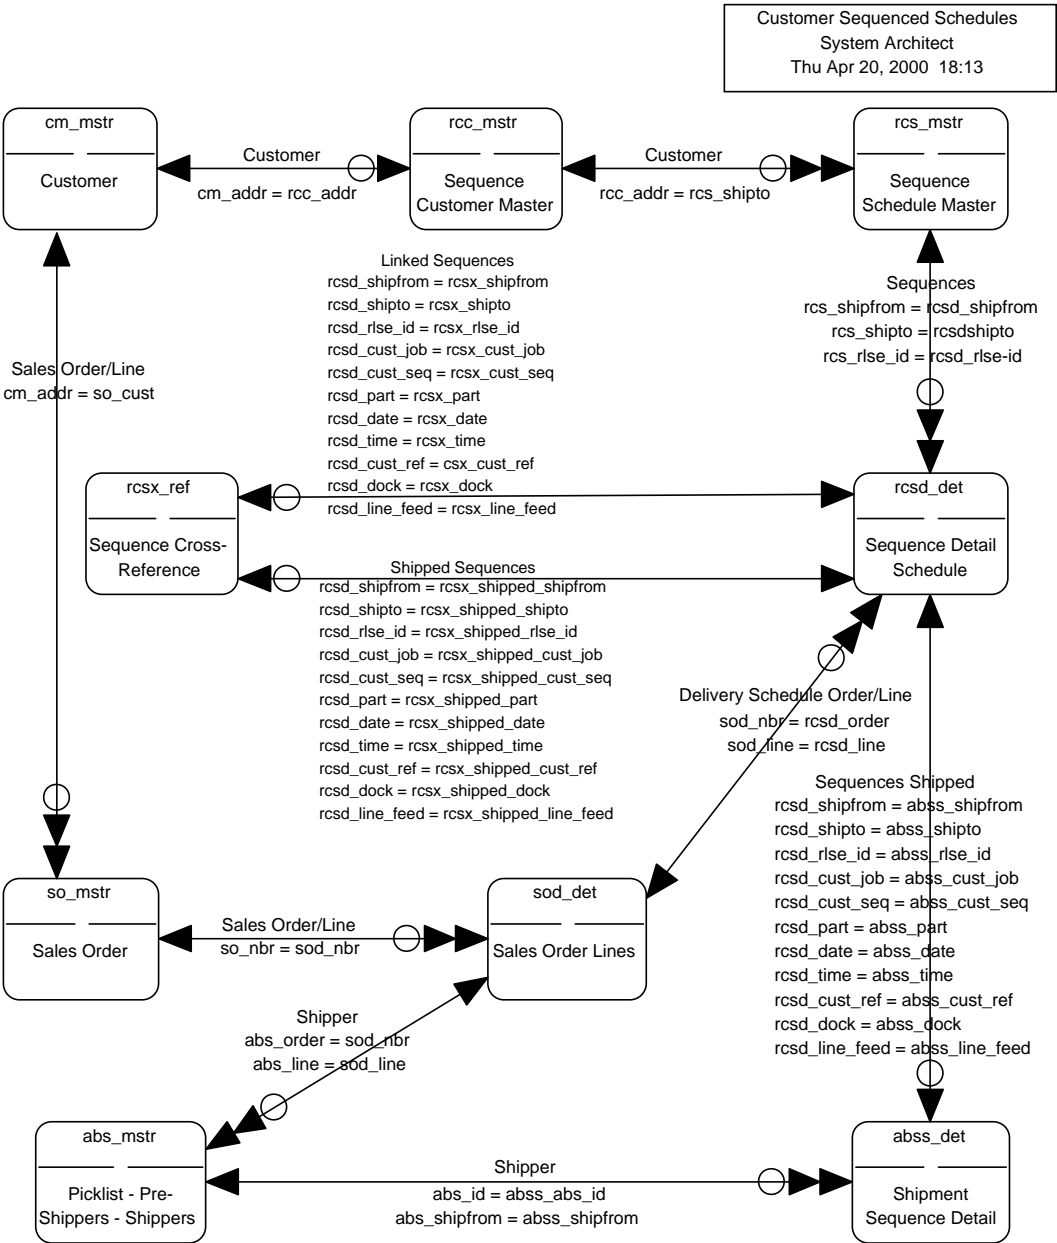 Customer Sequenced Schedules
System Architect
Thu Apr 20, 2000 18:13
cm_mstr
Customer
Customer
cm_addr = rcc_addr
rcc_mstr
Sequence
Customer Master
Customer
rcc_addr = rcs_shipto
rcs_mstr
Sequence
Schedule Master
Linked Sequences
rcsd_shipfrom = rcsx_shipfrom
rcsd_shipto = rcsx_shipto
rcsd_rlse_id = rcsx_rlse_id
rcsd_cust_job = rcsx_cust_job
rcsd_cust_seq = rcsx_cust_seq
rcsd_part = rcsx_part
rcsd_date = rcsx_date
rcsd_time = rcsx_time
rcsd_cust_ref = csx_cust_ref
rcsd_dock = rcsx_dock
rcsd_line_feed = rcsx_line_feed
Sequences
rcs_shipfrom = rcsd_shipfrom
rcs_shipto = rcsdshipto
rcs_rlse_id = rcsd_rlse-id
Sales Order/Line
cm_addr = so_cust
rcsx_ref
Sequence Cross-
Reference
rcsd_det
Sequence Detail
Schedule
Shipped Sequences
rcsd_shipfrom = rcsx_shipped_shipfrom
rcsd_shipto = rcsx_shipped_shipto
rcsd_rlse_id = rcsx_shipped_rlse_id
rcsd_cust_job = rcsx_shipped_cust_job
rcsd_cust_seq = rcsx_shipped_cust_seq
rcsd_part = rcsx_shipped_part
rcsd_date = rcsx_shipped_date
rcsd_time = rcsx_shipped_time
rcsd_cust_ref = rcsx_shipped_cust_ref
rcsd_dock = rcsx_shipped_dock
rcsd_line_feed = rcsx_shipped_line_feed
Delivery Schedule Order/Line
sod_nbr = rcsd_order
sod_line = rcsd_line
Sequences Shipped
rcsd_shipfrom = abss_shipfrom
rcsd_shipto = abss_shipto
rcsd_rlse_id = abss_rlse_id
rcsd_cust_job = abss_cust_job
rcsd_cust_seq = abss_cust_seq
rcsd_part = abss_part
rcsd_date = abss_date
rcsd_time = abss_time
rcsd_cust_ref = abss_cust_ref
rcsd_dock = abss_dock
rcsd_line_feed = abss_line_feed
so_mstr
Sales Order
Sales Order/Line
so_nbr = sod_nbr
sod_det
Sales Order Lines
Shipper
abs_order = sod_nbr
abs_line = sod_line
abs_mstr
Picklist - Pre-
Shippers - Shippers
Shipper
abs_id = abss_abs_id
abs_shipfrom = abss_shipfrom
abss_det
Shipment
Sequence Detail